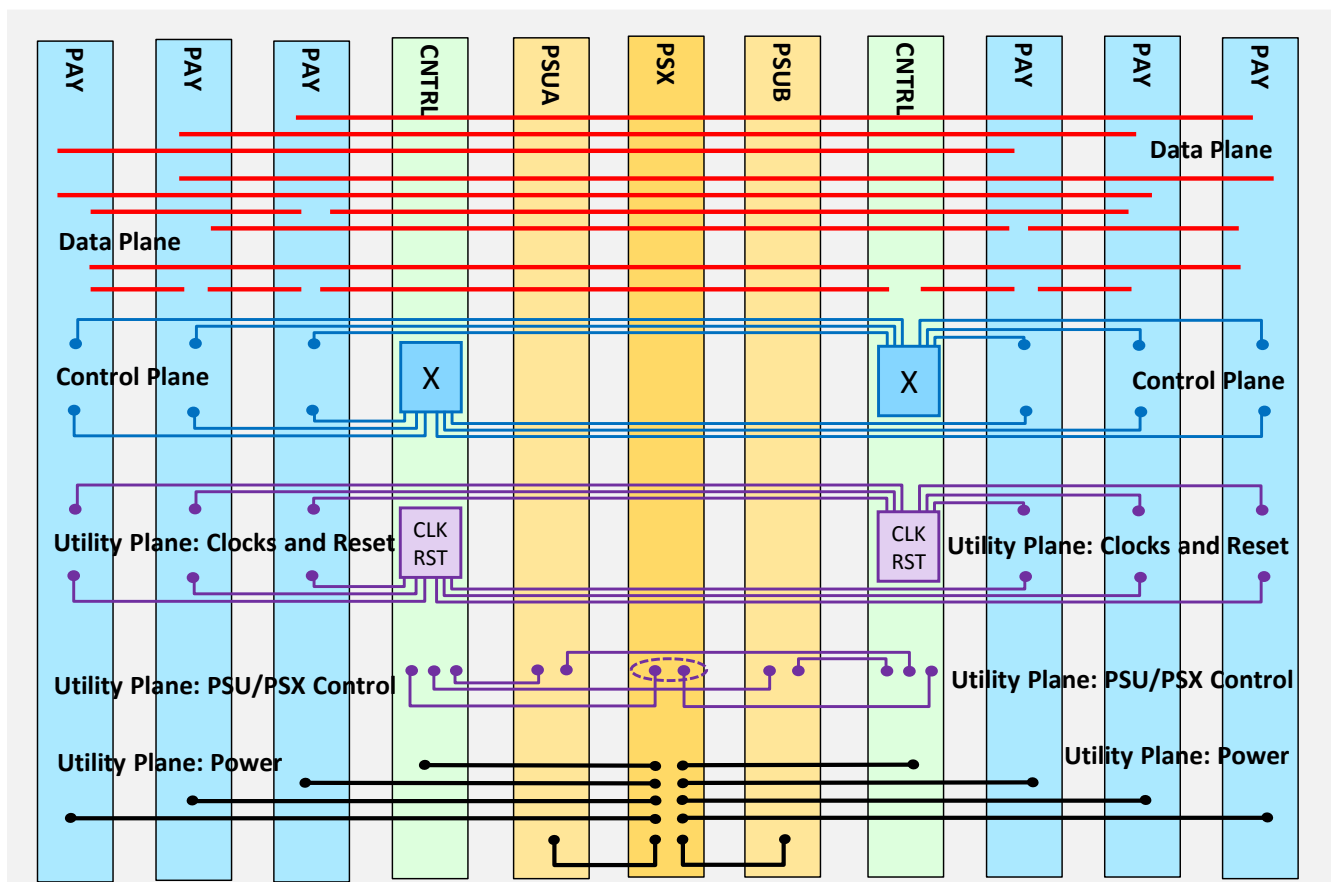 PAY
PAY
PAY
CNTRL
PSUA
PSX
PSUB
CNTRL
PAY
PAY
PAY
Data Plane
Data Plane
Control Plane
X
X
Control Plane
Utility Plane: Clocks and Reset
CLK
RST
CLK
RST
Utility Plane: Clocks and Reset
Utility Plane: PSU/PSX Control
Utility Plane: PSU/PSX Control
Utility Plane: Power
Utility Plane: Power